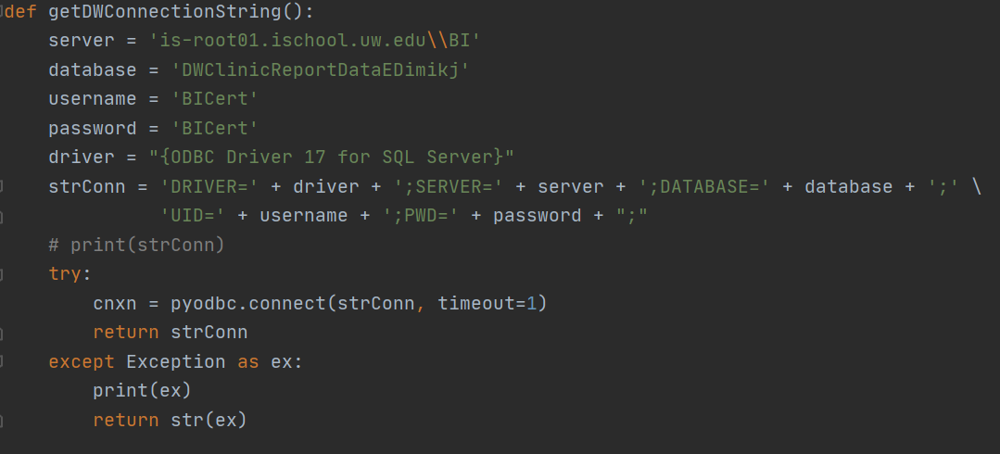 def getDWConnectionString():
    server = 'is-root01.ischool.uw.edu\\BI'
    database = 'DWClinicReportDataEDimikj'
    username = 'BICert'
    password = 'BICert'
    driver = "{ODBC Driver 17 for SQL Server}"
    strConn = 'DRIVER=' + driver + ';SERVER=' + server + ';DATABASE=' + database + ';' \
              'UID=' + username + ';PWD=' + password + ";"
    # print(strConn)
    try:
        cnxn = pyodbc.connect(strConn, timeout=1)
        return strConn
    except Exception as ex:
        print(ex)
        return str(ex)